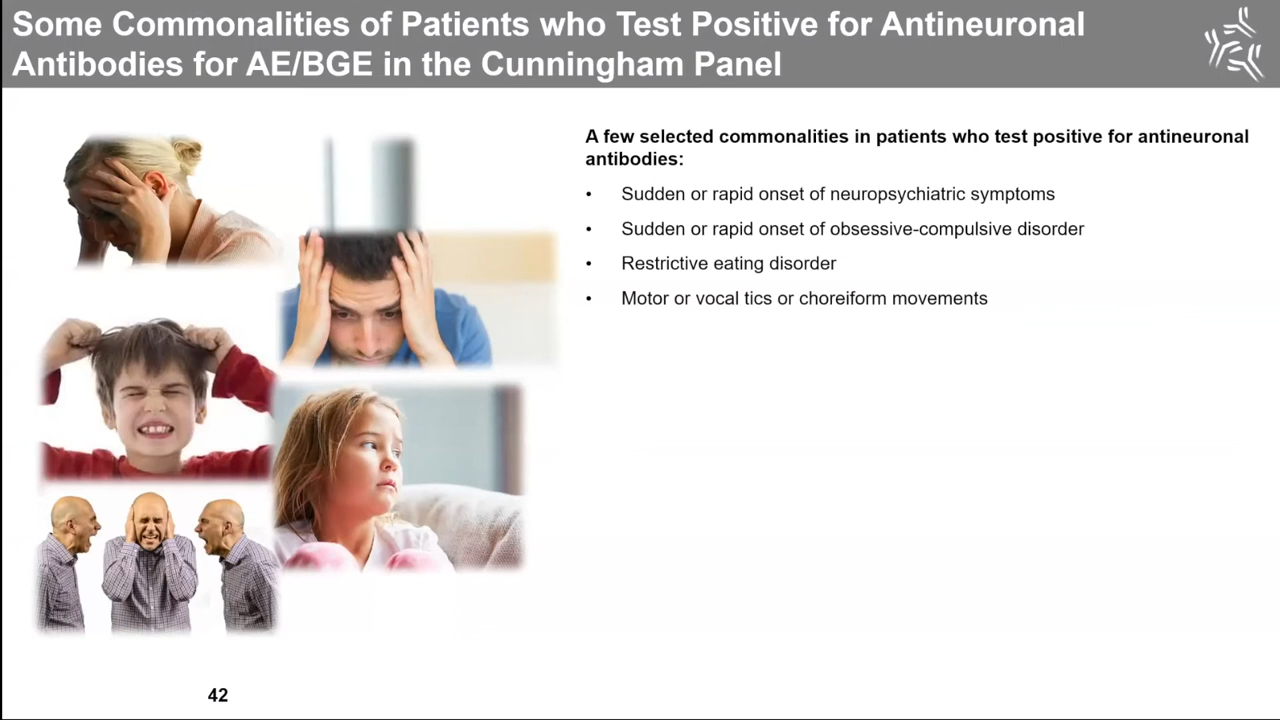 Some Commonalities of Patients who Test Positive for Antineuronal
Antibodies for AE/BGE in the Cunningham Panel
A few selected commonalities in patients who test positive for antineuronal
antibodies:
• Sudden or rapid onset of neuropsychiatric symptoms
• Sudden or rapid onset of obsessive-compulsive disorder
• Restrictive eating disorder
• Motor or vocal tics or choreiform movements
42